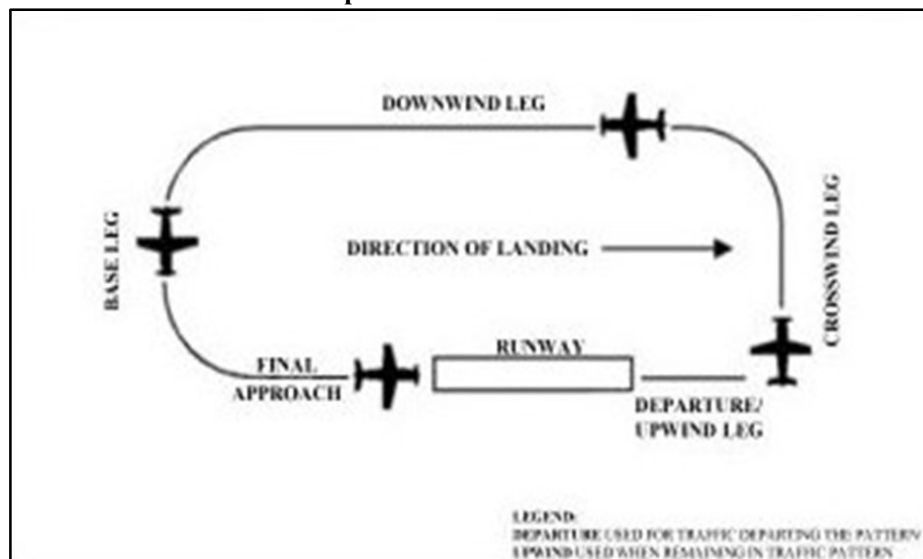 DOWNWIND LEG
BASE LEG
DIRECTION OF LANDING
CROSSWIND LEG
RUNWAY
FINAL
APPROACH
DEPARTURE/
UPWIND LEG
LEGEND:
DEPARTURE USED FOR TRAFFIC DEPARTING THE PATTERN
UPWIND USED WHEN REMAINING IN TRAFFIC PATTERN